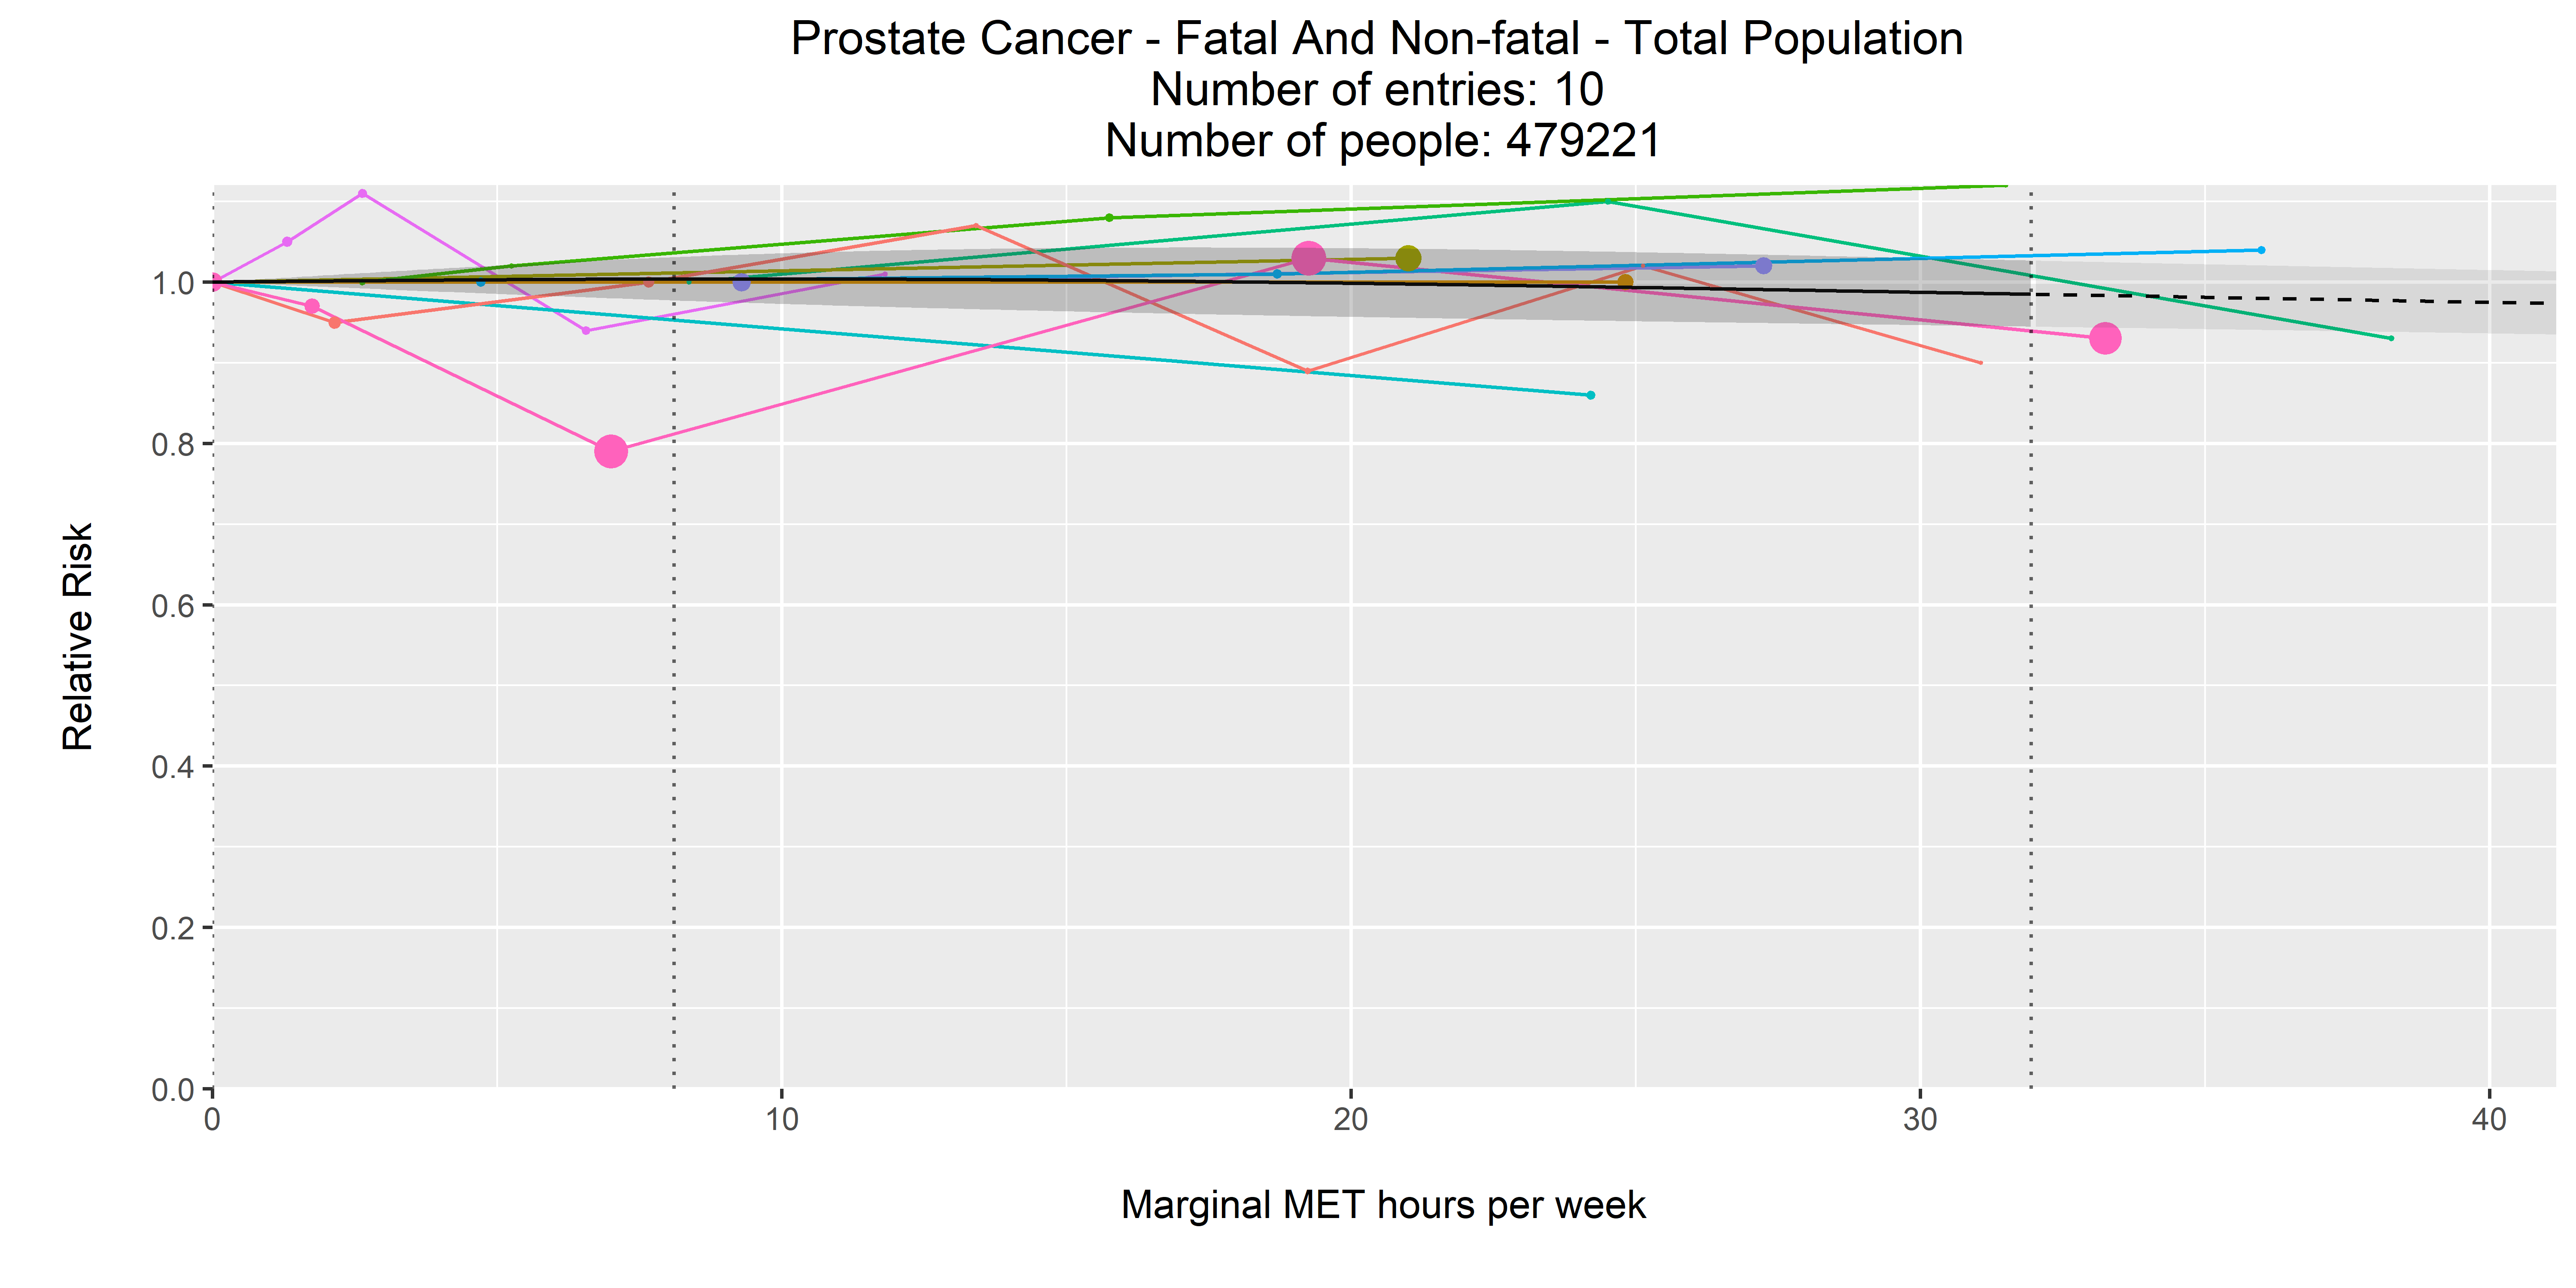 Prostate Cancer - Fatal And Non-fatal - Total Population
Number of entries: 10
Number of people: 479221
Relative Risk
1.0
0.8
0.6
0.4
0.2
0.0
0 10 20 30 40
Marginal MET hours per week